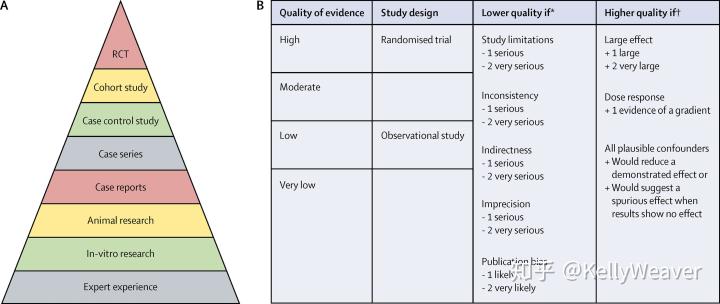 A
RCT
Cohort study
Case control study
Case series
Case reports
Animal research
In-vitro research
Expert experience
B
Quality of evidence
Study design
Lower quality if*
Higher quality if†
High
Randomised trial
Study limitations
- 1 serious
- 2 very serious
Large effect
+ 1 large
+ 2 very large
Moderate
Inconsistency
- 1 serious
- 2 very serious
Dose response
+ 1 evidence of a gradient
Low
Observational study
Indirectness
- 1 serious
- 2 very serious
All plausible confounders
+ Would reduce a
demonstrated effect or
+ Would suggest a
spurious effect when
results show no effect
Very low
Imprecision
- 1 serious
- 2 very serious
Publication bias
- 1 likely
- 2 very likely
知乎 @KellyWeaver